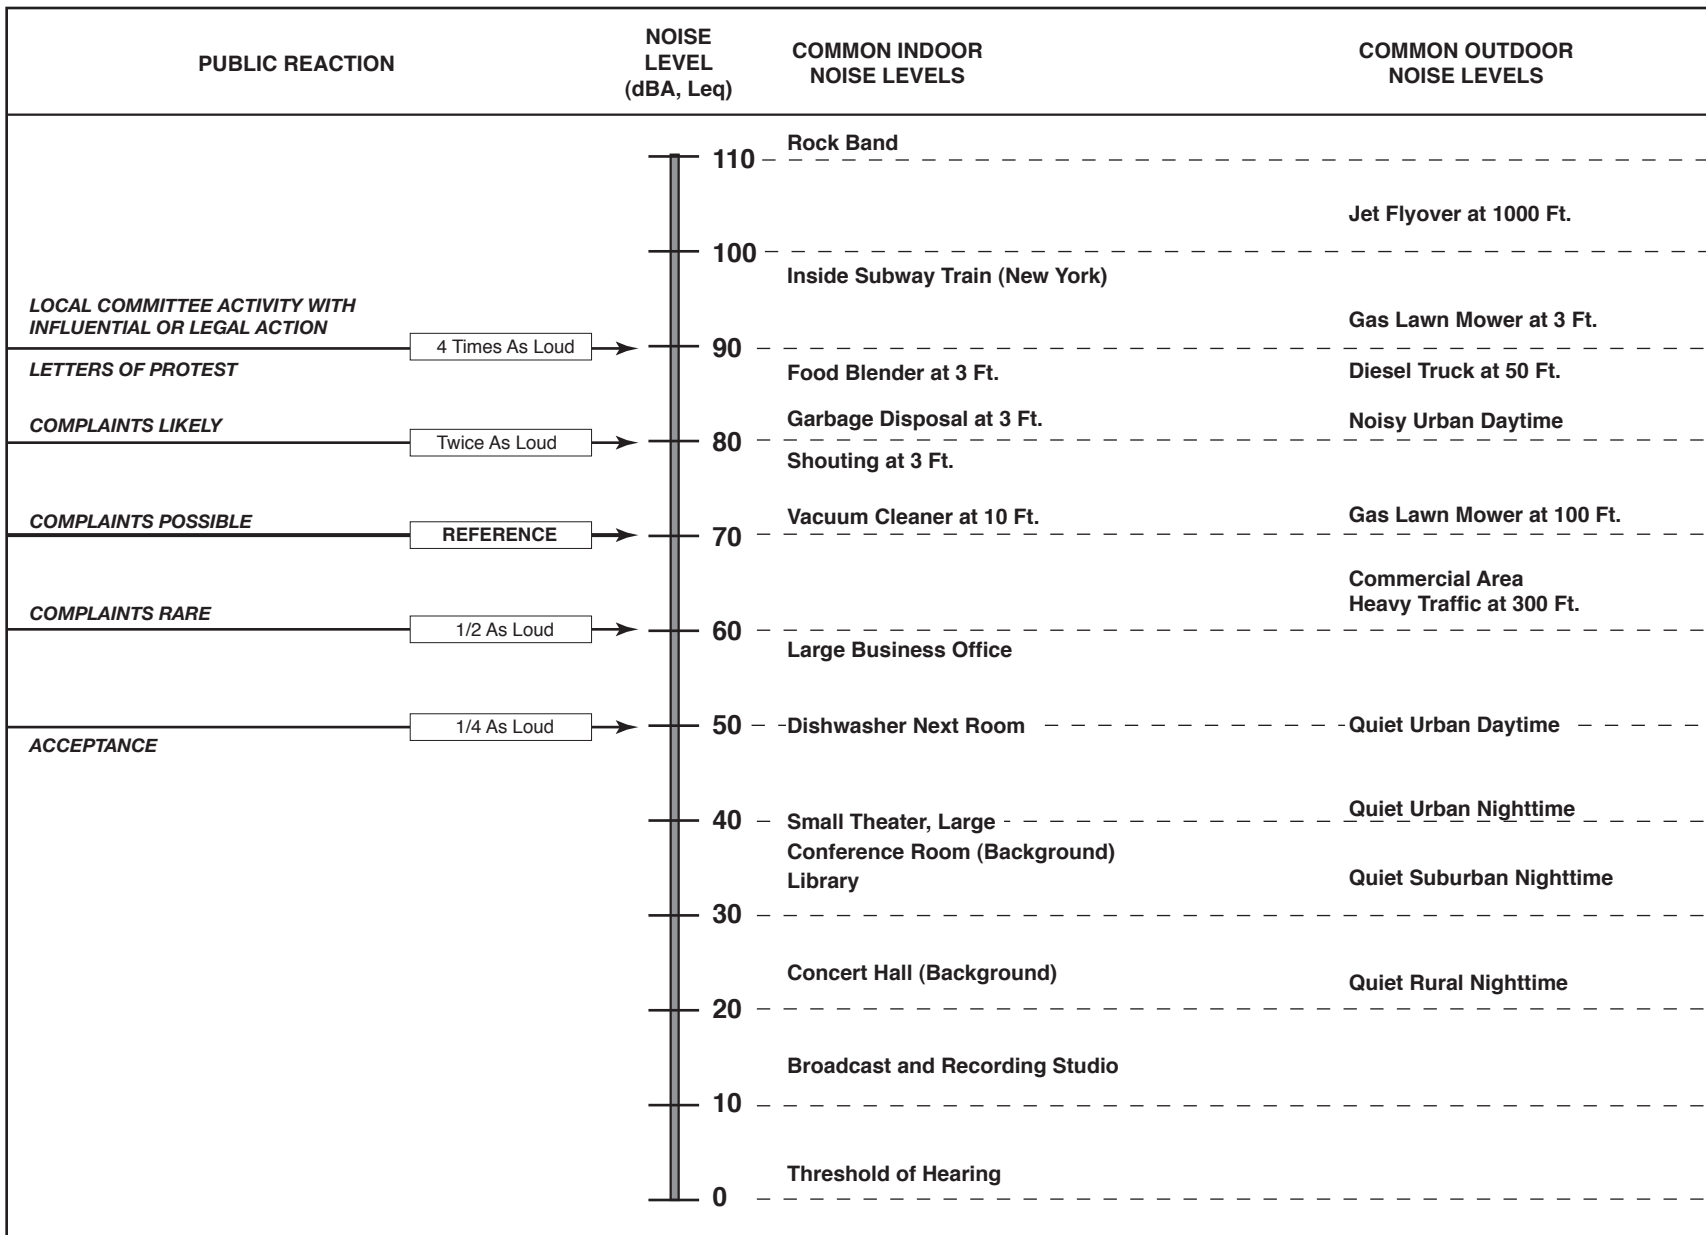 PUBLIC REACTION
NOISE
LEVEL
(dBA, Leq)
COMMON INDOOR
NOISE LEVELS
COMMON OUTDOOR
NOISE LEVELS
Rock Band
110
Jet Flyover at 1000 Ft.
100
Inside Subway Train (New York)
LOCAL COMMITTEE ACTIVITY WITH
INFLUENTIAL OR LEGAL ACTION
Gas Lawn Mower at 3 Ft.
4 Times As Loud
90
LETTERS OF PROTEST
Food Blender at 3 Ft.
Diesel Truck at 50 Ft.
COMPLAINTS LIKELY
Garbage Disposal at 3 Ft.
Noisy Urban Daytime
Twice As Loud
80
Shouting at 3 Ft.
COMPLAINTS POSSIBLE
Vacuum Cleaner at 10 Ft.
Gas Lawn Mower at 100 Ft.
REFERENCE
70
Commercial Area
Heavy Traffic at 300 Ft.
COMPLAINTS RARE
1/2 As Loud
60
Large Business Office
1/4 As Loud
50
Dishwasher Next Room
Quiet Urban Daytime
ACCEPTANCE
Quiet Urban Nighttime
40
Small Theater, Large
Conference Room (Background)
Library
Quiet Suburban Nighttime
30
Concert Hall (Background)
Quiet Rural Nighttime
20
Broadcast and Recording Studio
10
Threshold of Hearing
0